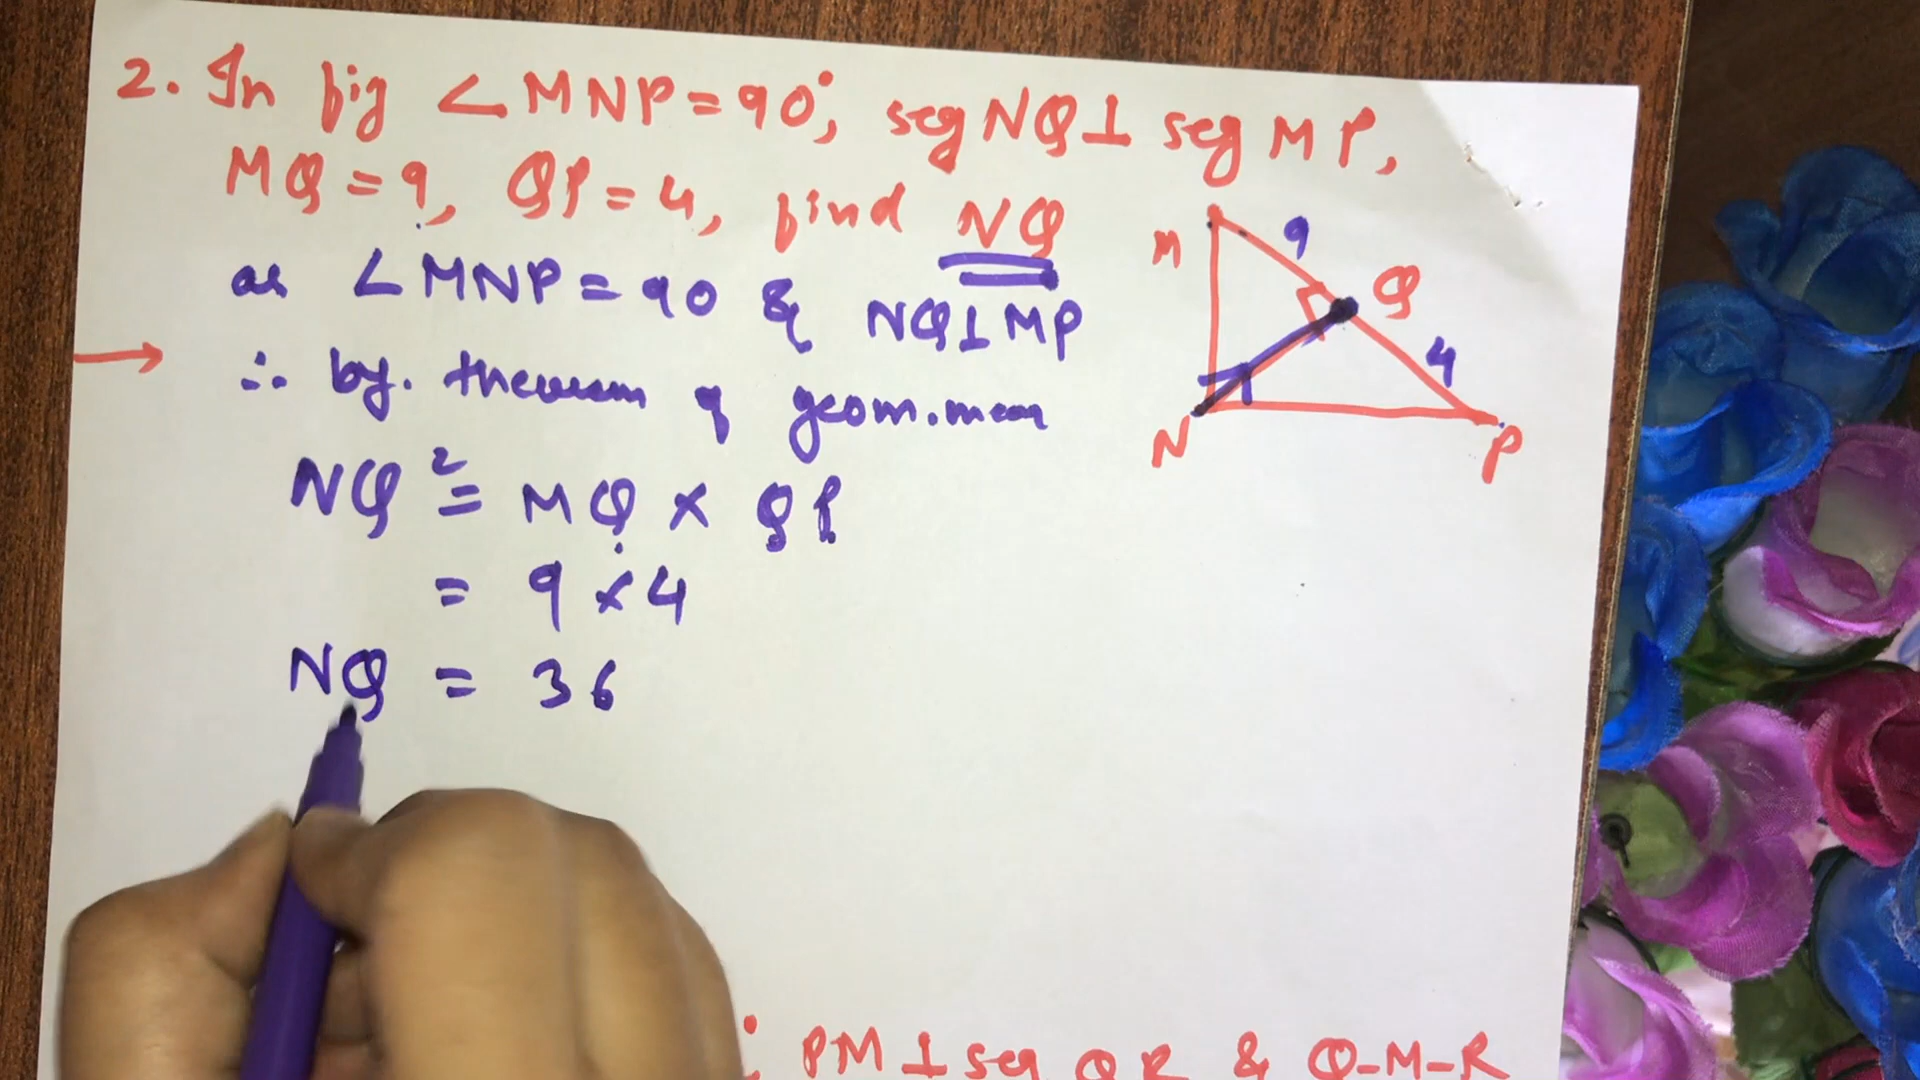 2. In fig ∠MNP=90°, seg NQ⊥ seg MP,
MQ=9, QP=4, find NQ
as ∠MNP=90 & NQ⊥MP
∴ by. theorem of geom.mean
NQ² = MQ × QP
= 9 × 4
NQ = 36
M
9
Q
4
N
P
PM ⊥ seg QR & Q-M-R